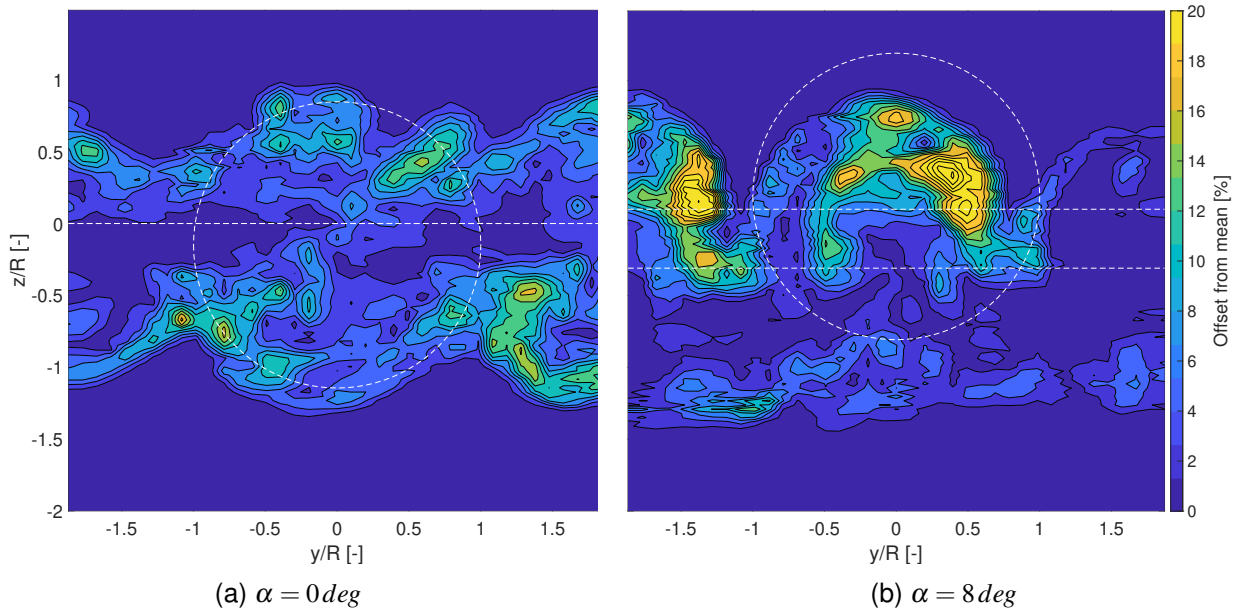 1
0.5
0
-0.5
-1
-1.5
-2
z/R [-]
-1.5 -1 -0.5 0 0.5 1 1.5
y/R [-]
-1.5 -1 -0.5 0 0.5 1 1.5
y/R [-]
20
18
16
14
12
10
8
6
4
2
0
Offset from mean [%]
(a) α = 0 deg
(b) α = 8 deg